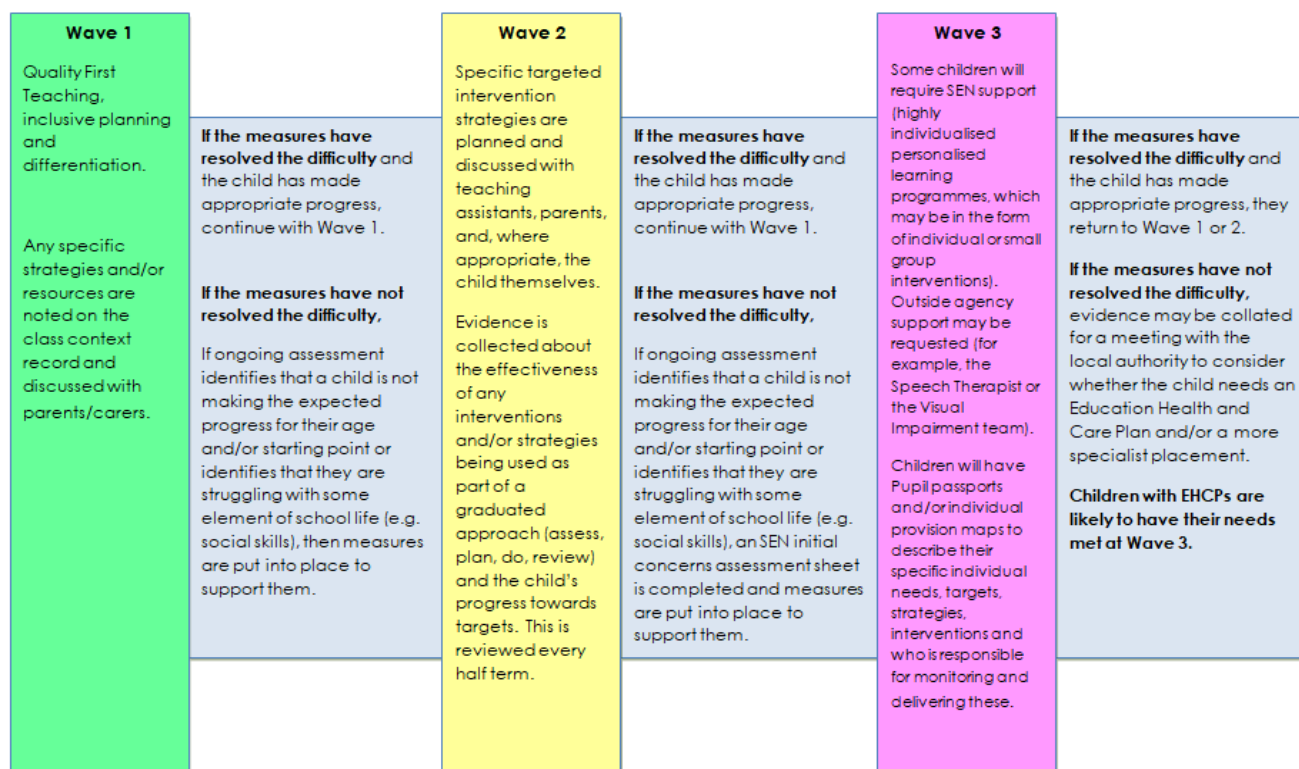 Wave 1
Quality First
Teaching,
inclusive planning
and
differentiation.
Any specific
strategies and/or
resources are
noted on the
class context
record and
discussed with
parents/carers.
If the measures have
resolved the difficulty and
the child has made
appropriate progress,
continue with Wave 1.
If the measures have not
resolved the difficulty,
If ongoing assessment
identifies that a child is not
making the expected
progress for their age
and/or starting point or
identifies that they are
struggling with some
element of school life (e.g.
social skills), then measures
are put into place to
support them.
Wave 2
Specific targeted
intervention
strategies are
planned and
discussed with
teaching
assistants, parents,
and, where
appropriate, the
child themselves.
Evidence is
collected about
the effectiveness
of any
interventions
and/or strategies
being used as
part of a
graduated
approach (assess,
plan, do, review)
and the child's
progress towards
targets. This is
reviewed every
half term.
If the measures have
resolved the difficulty and
the child has made
appropriate progress,
continue with Wave 1.
If the measures have not
resolved the difficulty,
If ongoing assessment
identifies that a child is not
making the expected
progress for their age
and/or starting point or
identifies that they are
struggling with some
element of school life (e.g.
social skills), an SEN initial
concerns assessment sheet
is completed and measures
are put into place to
support them.
Wave 3
Some children will
require SEN support
(highly
individualised
personalised
learning
programmes, which
may be in the form
of individual or small
group
interventions).
Outside agency
support may be
requested (for
example, the
Speech Therapist or
the Visual
Impairment team).
Children will have
Pupil passports
and/or individual
provision maps to
describe their
specific individual
needs, targets,
strategies,
interventions and
who is responsible
for monitoring and
delivering these.
If the measures have
resolved the difficulty and
the child has made
appropriate progress, they
return to Wave 1 or 2.
If the measures have not
resolved the difficulty,
evidence may be collated
for a meeting with the
local authority to consider
whether the child needs an
Education Health and
Care Plan and/or a more
specialist placement.
Children with EHCPs are
likely to have their needs
met at Wave 3.